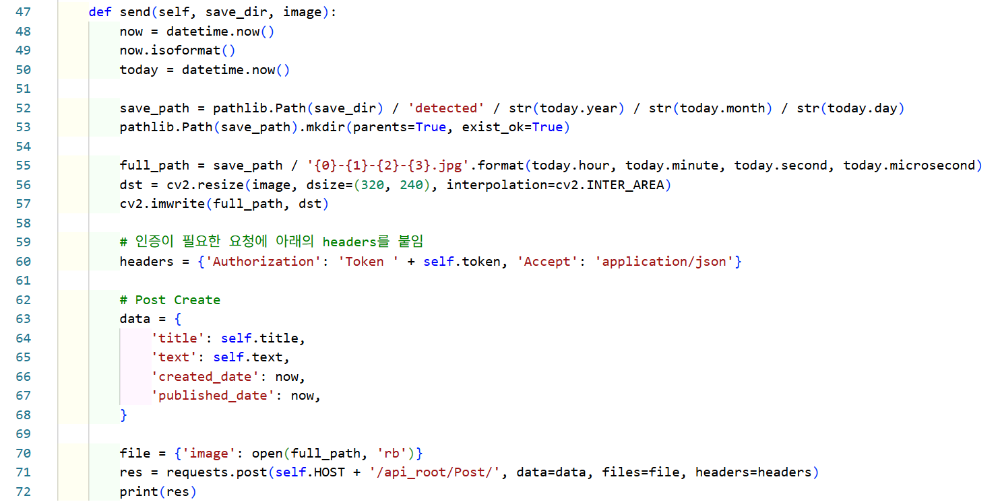 47 def send(self, save_dir, image):
48 now = datetime.now()
49 now.isoformat()
50 today = datetime.now()
51
52 save_path = pathlib.Path(save_dir) / 'detected' / str(today.year) / str(today.month) / str(today.day)
53 pathlib.Path(save_path).mkdir(parents=True, exist_ok=True)
54
55 full_path = save_path / '{0}-{1}-{2}-{3}.jpg'.format(today.hour, today.minute, today.second, today.microsecond)
56 dst = cv2.resize(image, dsize=(320, 240), interpolation=cv2.INTER_AREA)
57 cv2.imwrite(full_path, dst)
58
59 # 인증이 필요한 요청에 아래의 headers를 붙임
60 headers = {'Authorization': 'Token ' + self.token, 'Accept': 'application/json'}
61
62 # Post Create
63 data = {
64 'title': self.title,
65 'text': self.text,
66 'created_date': now,
67 'published_date': now,
68 }
69
70 file = {'image': open(full_path, 'rb')}
71 res = requests.post(self.HOST + '/api_root/Post/', data=data, files=file, headers=headers)
72 print(res)